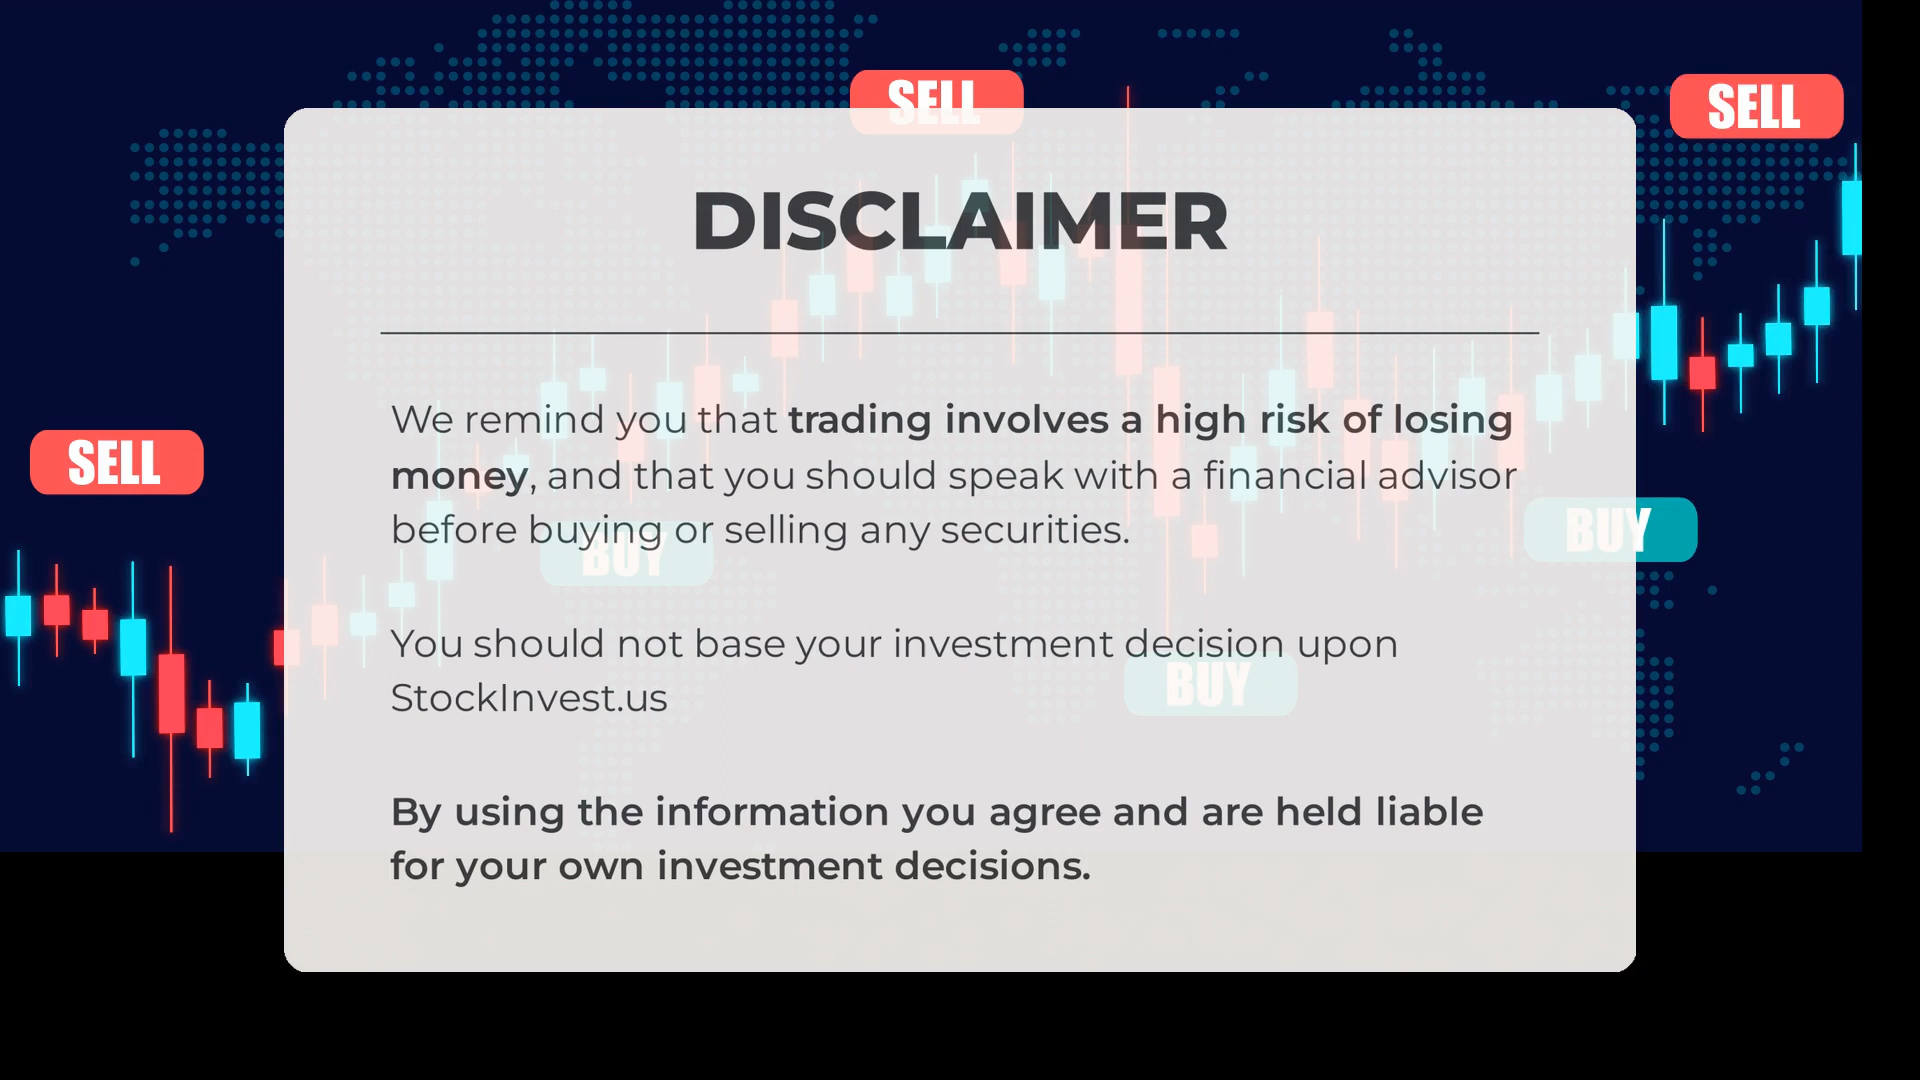 SELL
SELL
DISCLAIMER
We remind you that trading involves a high risk of losing
money, and that you should speak with a financial advisor
before buying or selling any securities.
SELL
BUY
BUY
You should not base your investment decision upon
StockInvest.us
BUY
By using the information you agree and are held liable
for your own investment decisions.